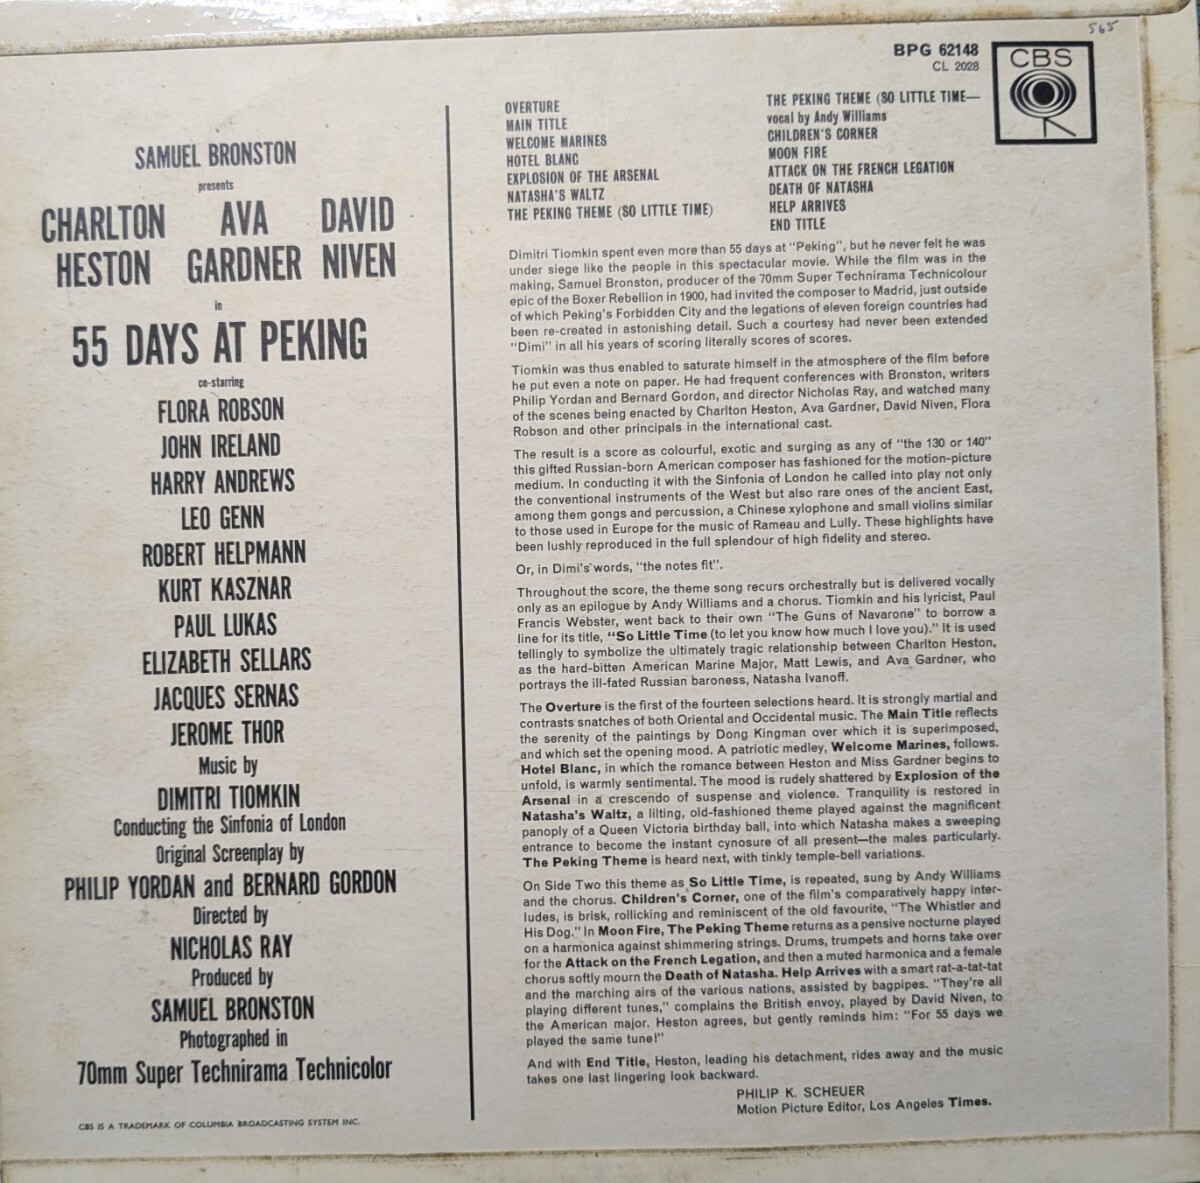 565
BPG 62148
CL 2028
CBS
SAMUEL BRONSTON
presents
CHARLTON AVA DAVID
HESTON GARDNER NIVEN
in
55 DAYS AT PEKING
co-starring
FLORA ROBSON
JOHN IRELAND
HARRY ANDREWS
LEO GENN
ROBERT HELPMANN
KURT KASZNAR
PAUL LUKAS
ELIZABETH SELLARS
JACQUES SERNAS
JEROME THOR
Music by
DIMITRI TIOMKIN
Conducting the Sinfonia of London
Original Screenplay by
PHILIP YORDAN and BERNARD GORDON
Directed by
NICHOLAS RAY
Produced by
SAMUEL BRONSTON
Photographed in
70mm Super Technirama Technicolor
CBS IS A TRADEMARK OF COLUMBIA BROADCASTING SYSTEM INC.
OVERTURE
MAIN TITLE
WELCOME MARINES
HOTEL BLANC
EXPLOSION OF THE ARSENAL
NATASHA'S WALTZ
THE PEKING THEME (SO LITTLE TIME)
THE PEKING THEME (SO LITTLE TIME—
vocal by Andy Williams
CHILDREN'S CORNER
MOON FIRE
ATTACK ON THE FRENCH LEGATION
DEATH OF NATASHA
HELP ARRIVES
END TITLE
Dimitri Tiomkin spent even more than 55 days at "Peking", but he never felt he was
under siege like the people in this spectacular movie. While the film was in the
making, Samuel Bronston, producer of the 70mm Super Technirama Technicolour
epic of the Boxer Rebellion in 1900, had invited the composer to Madrid, just outside
of which Peking's Forbidden City and the legations of eleven foreign countries had
been re-created in astonishing detail. Such a courtesy had never been extended
"Dimi" in all his years of scoring literally scores of scores.
Tiomkin was thus enabled to saturate himself in the atmosphere of the film before
he put even a note on paper. He had frequent conferences with Bronston, writers
Philip Yordan and Bernard Gordon, and director Nicholas Ray, and watched many
of the scenes being enacted by Charlton Heston, Ava Gardner, David Niven, Flora
Robson and other principals in the international cast.
The result is a score as colourful, exotic and surging as any of "the 130 or 140"
this gifted Russian-born American composer has fashioned for the motion-picture
medium. In conducting it with the Sinfonia of London he called into play not only
the conventional instruments of the West but also rare ones of the ancient East,
among them gongs and percussion, a Chinese xylophone and small violins similar
to those used in Europe for the music of Rameau and Lully. These highlights have
been lushly reproduced in the full splendour of high fidelity and stereo.
Or, in Dimi's words, "the notes fit".
Throughout the score, the theme song recurs orchestrally but is delivered vocally
only as an epilogue by Andy Williams and a chorus. Tiomkin and his lyricist, Paul
Francis Webster, went back to their own "The Guns of Navarone" to borrow a
line for its title, "So Little Time (to let you know how much I love you)." It is used
tellingly to symbolize the ultimately tragic relationship between Charlton Heston,
as the hard-bitten American Marine Major, Matt Lewis, and Ava Gardner, who
portrays the ill-fated Russian baroness, Natasha Ivanoff.
The Overture is the first of the fourteen selections heard. It is strongly martial and
contrasts snatches of both Oriental and Occidental music. The Main Title reflects
the serenity of the paintings by Dong Kingman over which it is superimposed,
and which set the opening mood. A patriotic medley, Welcome Marines, follows.
Hotel Blanc, in which the romance between Heston and Miss Gardner begins to
unfold, is warmly sentimental. The mood is rudely shattered by Explosion of the
Arsenal in a crescendo of suspense and violence. Tranquility is restored in
Natasha's Waltz, a lilting, old-fashioned theme played against the magnificent
panoply of a Queen Victoria birthday ball, into which Natasha makes a sweeping
entrance to become the instant cynosure of all present—the males particularly.
The Peking Theme is heard next, with tinkly temple-bell variations.
On Side Two this theme as So Little Time, is repeated, sung by Andy Williams
and the chorus. Children's Corner, one of the film's comparatively happy inter-
ludes, is brisk, rollicking and reminiscent of the old favourite, "The Whistler and
His Dog." In Moon Fire, The Peking Theme returns as a pensive nocturne played
on a harmonica against shimmering strings. Drums, trumpets and horns take over
for the Attack on the French Legation, and then a muted harmonica and a female
chorus softly mourn the Death of Natasha. Help Arrives with a smart rat-a-tat-tat
and the marching airs of the various nations, assisted by bagpipes. "They're all
playing different tunes," complains the British envoy, played by David Niven, to
the American major. Heston agrees, but gently reminds him: "For 55 days we
played the same tune!"
And with End Title, Heston, leading his detachment, rides away and the music
takes one last lingering look backward.
PHILIP K. SCHEUER
Motion Picture Editor, Los Angeles Times.